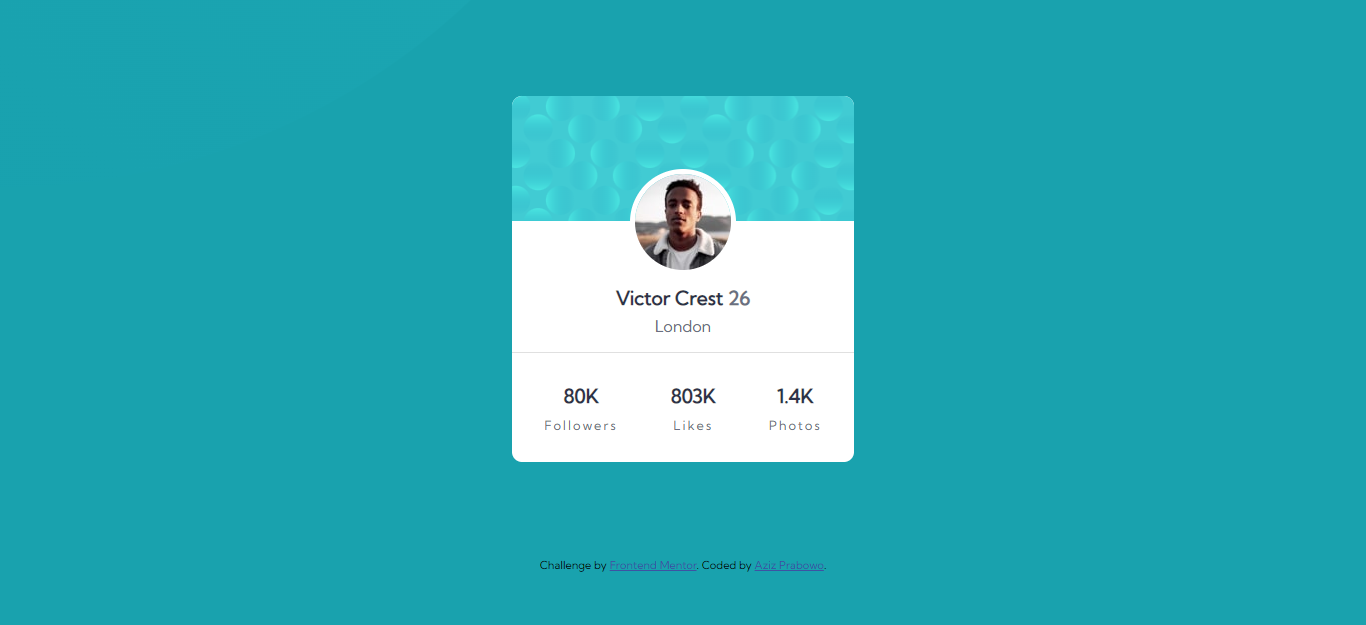 Victor Crest 26
London
80K 803K 1.4K
Followers Likes Photos
Challenge by Frontend Mentor. Coded by Aziz Prabowo.